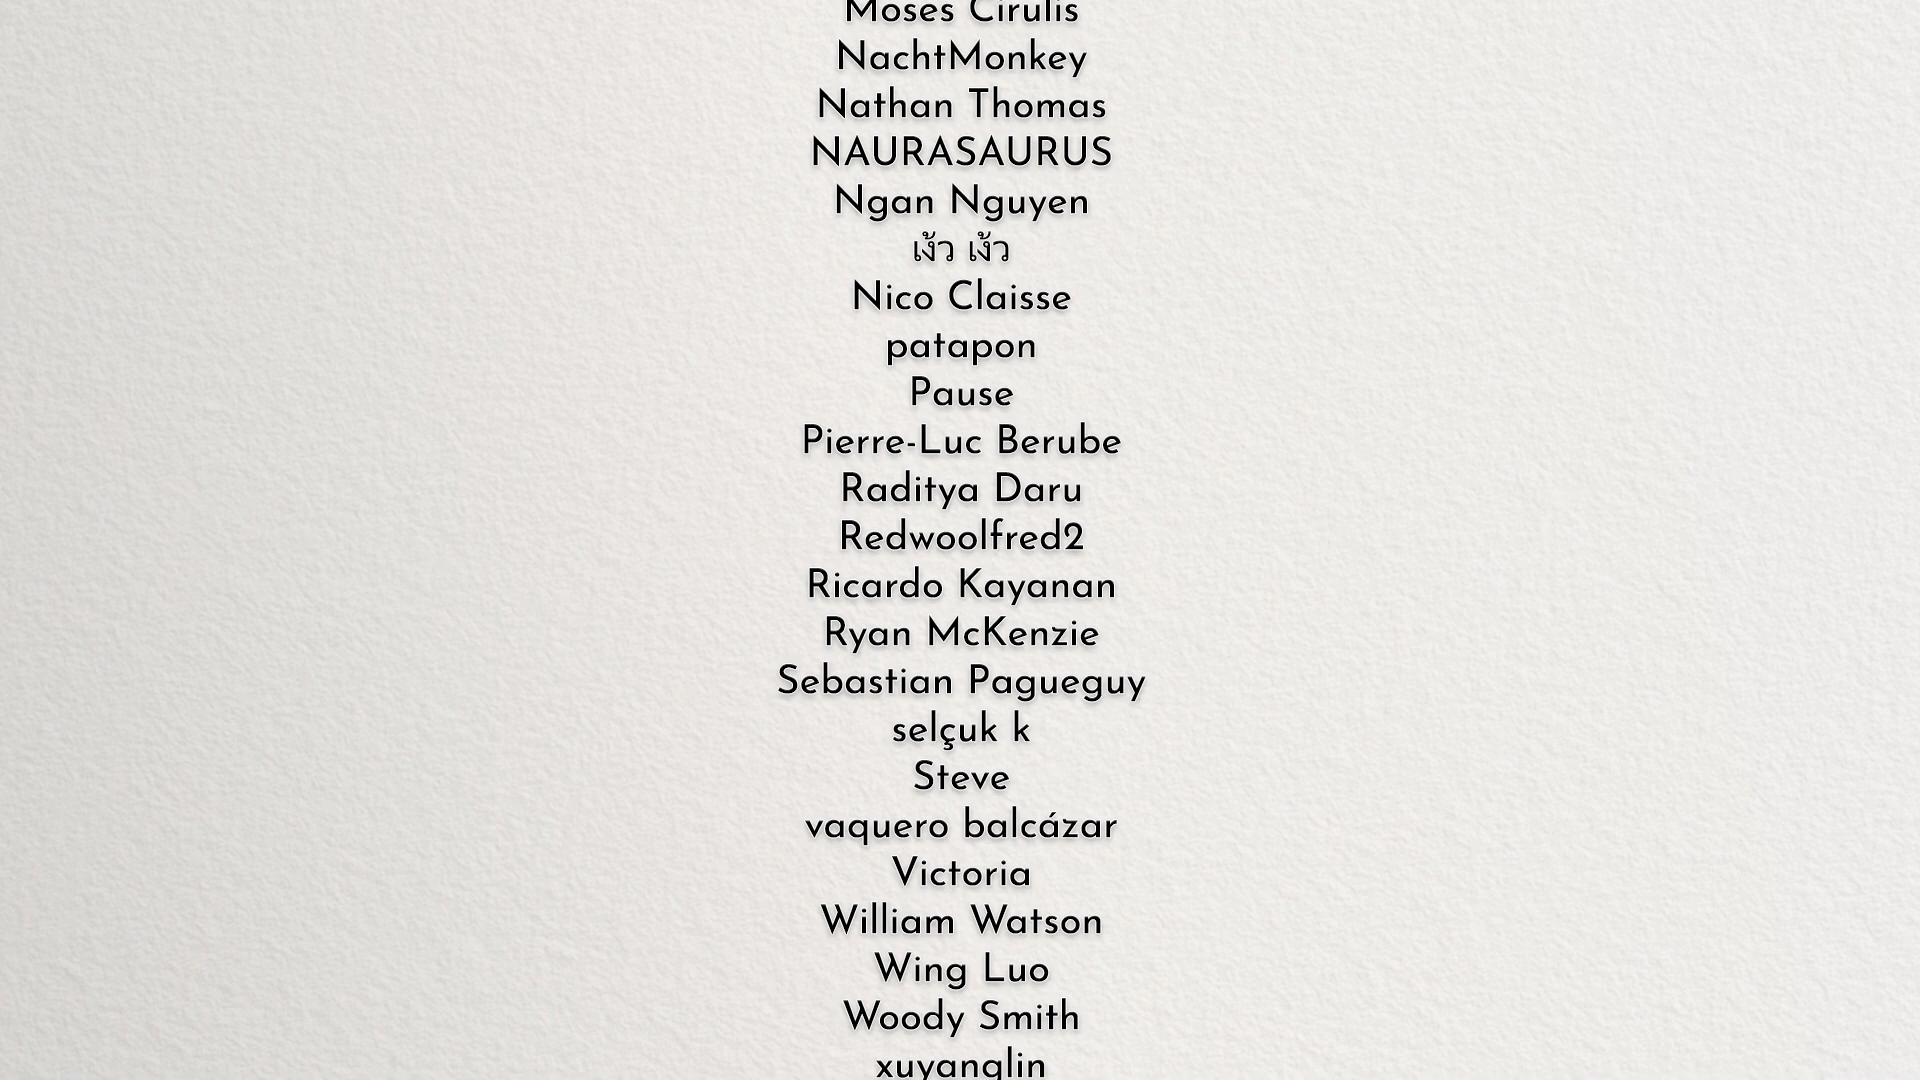 Moses Cirulis
NachtMonkey
Nathan Thomas
NAURASAURUS
Ngan Nguyen
เง้ว เง้ว
Nico Claisse
patapon
Pause
Pierre-Luc Berube
Raditya Daru
Redwoolfred2
Ricardo Kayanan
Ryan McKenzie
Sebastian Pagueguy
selçuk k
Steve
vaquero balcázar
Victoria
William Watson
Wing Luo
Woody Smith
xuyanglin